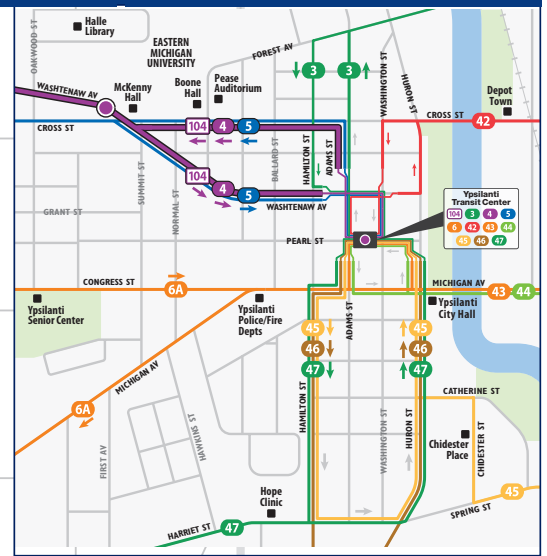 Halle
Library
OAKWOOD ST
EASTERN
MICHIGAN
UNIVERSITY
FOREST AV
WASHTENAW AV
McKenny
Hall
Boone
Hall
Pease
Auditorium
3
3
WASHINGTON ST
HURON ST
Depot
Town
CROSS ST
104
4
5
CROSS ST
42
HAMILTON ST
ADAMS ST
BALLARD ST
SUMMIT ST
NORMAL ST
104
4
5
WASHTENAW AV
GRANT ST
PEARL ST
Ypsilanti
Transit Center
104 3 4 5
6 42 43 44
45 46 47
CONGRESS ST
6A
MICHIGAN AV
43 44
Ypsilanti
Senior Center
Ypsilanti
Police/Fire
Depts
ADAMS ST
Ypsilanti
City Hall
45
46
47
45
46
47
MICHIGAN AV
6A
HAMILTON ST
WASHINGTON ST
HURON ST
CATHERINE ST
CHIDESTER ST
Chidester
Place
HAWKINS ST
FIRST AV
Hope
Clinic
HARRIET ST
47
SPRING ST
45